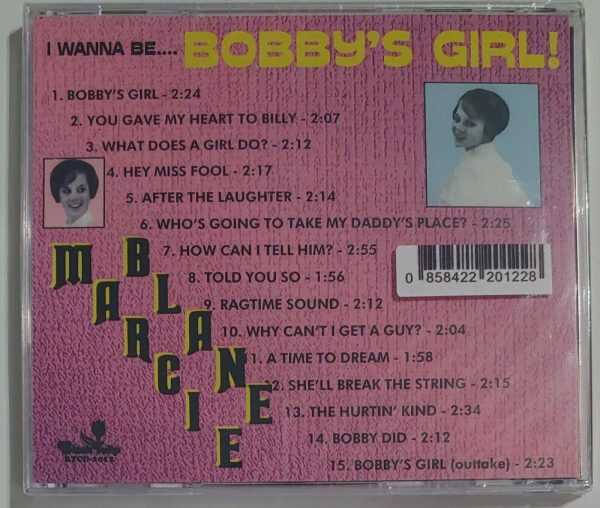 I WANNA BE.... BOBBY'S GIRL!
1. BOBBY'S GIRL - 2:24
2. YOU GAVE MY HEART TO BILLY - 2:07
3. WHAT DOES A GIRL DO? - 2:12
4. HEY MISS FOOL - 2:17
5. AFTER THE LAUGHTER - 2:14
6. WHO'S GOING TO TAKE MY DADDY'S PLACE? - 2:25
7. HOW CAN I TELL HIM? - 2:55
8. TOLD YOU SO - 1:56
9. RAGTIME SOUND - 2:12
10. WHY CAN'T I GET A GUY? - 2:04
11. A TIME TO DREAM - 1:58
12. SHE'LL BREAK THE STRING - 2:15
13. THE HURTIN' KIND - 2:34
14. BOBBY DID - 2:12
15. BOBBY'S GIRL (outtake) - 2:23
MARCIE
BLANE
0 858422 201228